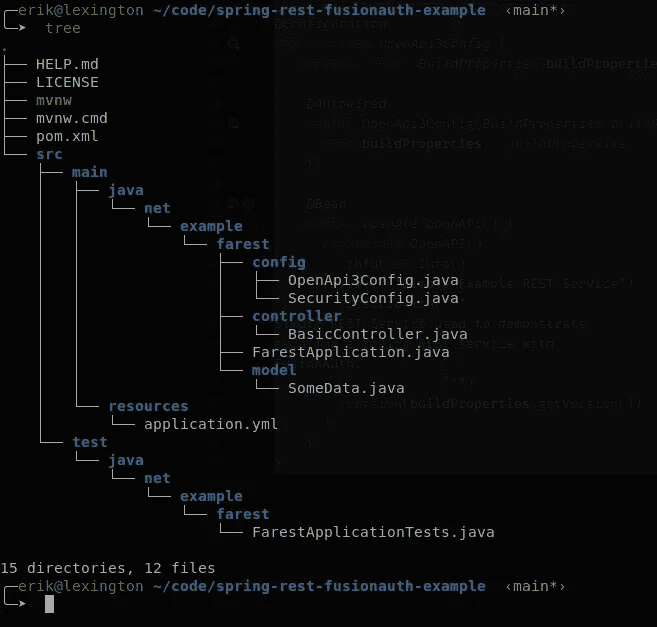 ╭─erik@lexington ~/code/spring-rest-fusionauth-example ‹main*›
╰─➤ tree
.
├── HELP.md
├── LICENSE
├── mvnw
├── mvnw.cmd
├── pom.xml
└── src
    ├── main
    │   ├── java
    │   │   └── net
    │   │       └── example
    │   │           └── farest
    │   │               ├── config
    │   │               │   ├── OpenApi3Config.java
    │   │               │   └── SecurityConfig.java
    │   │               ├── controller
    │   │               │   └── BasicController.java
    │   │               ├── FarestApplication.java
    │   │               └── model
    │   │                   └── SomeData.java
    │   └── resources
    │       └── application.yml
    └── test
        └── java
            └── net
                └── example
                    └── farest
                        └── FarestApplicationTests.java
15 directories, 12 files
╭─erik@lexington ~/code/spring-rest-fusionauth-example ‹main*›
╰─➤